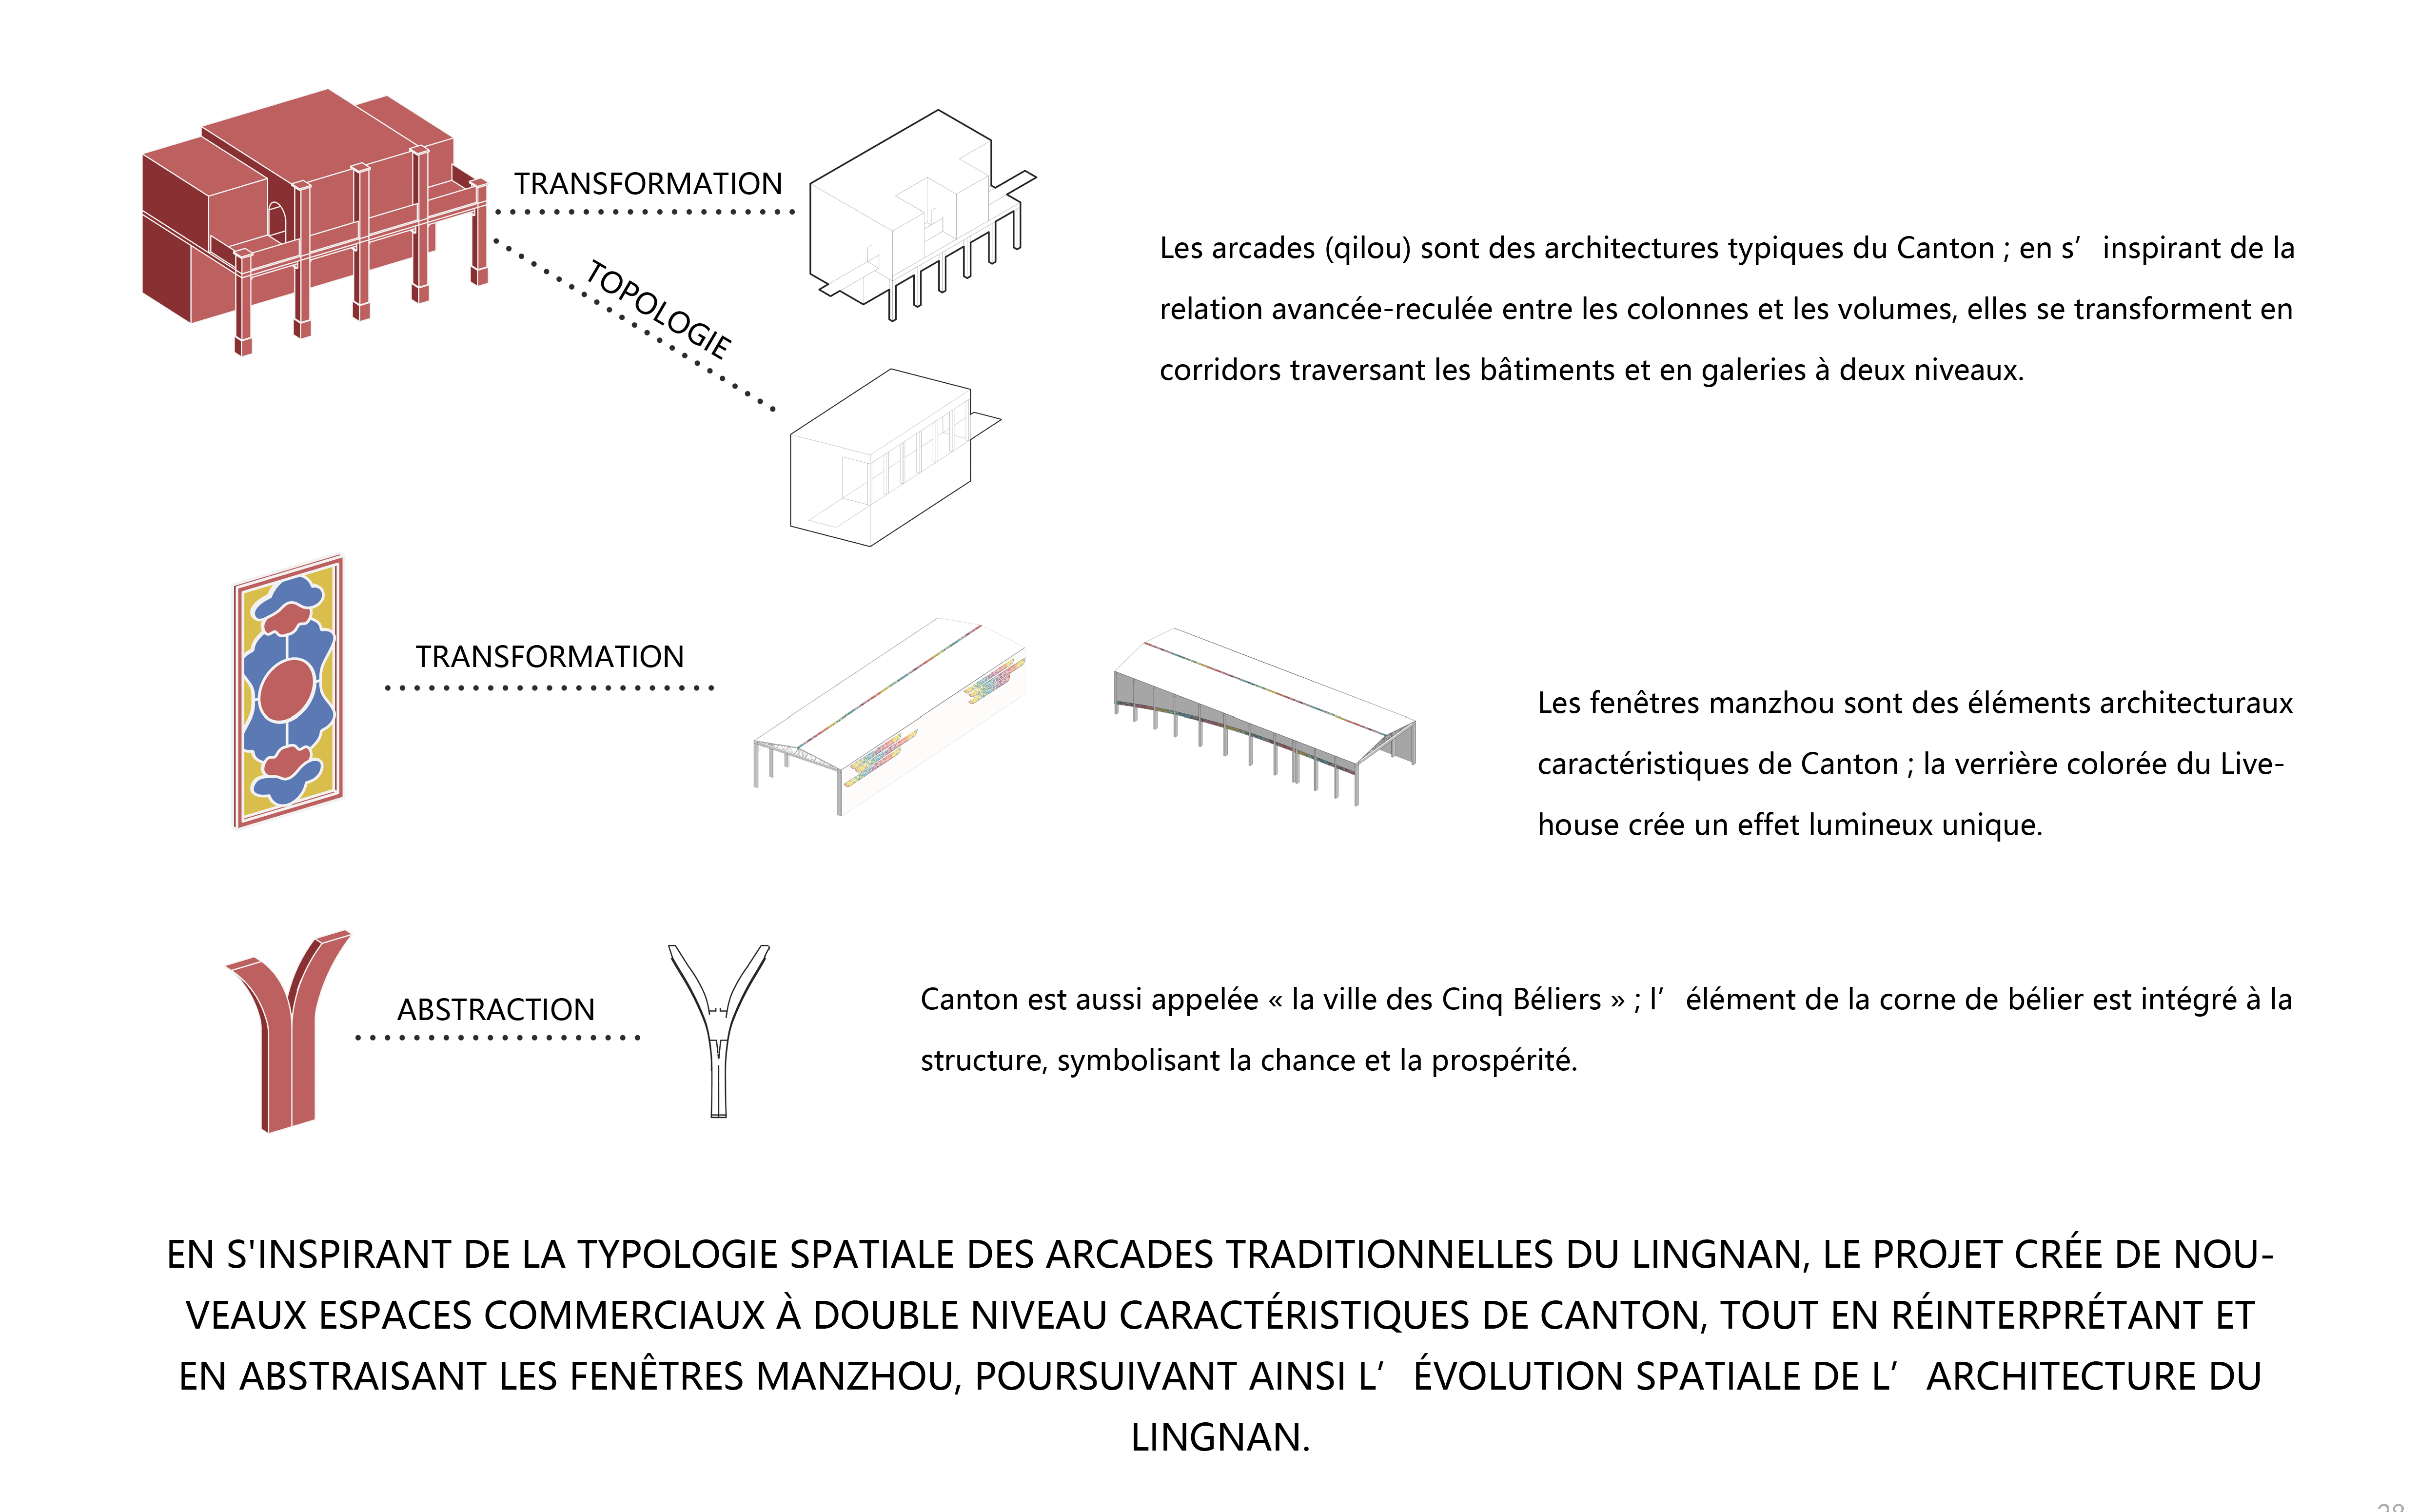 TRANSFORMATION
TOPOLOGIE
Les arcades (qilou) sont des architectures typiques du Canton ; en s’ inspirant de la
relation avancée-reculée entre les colonnes et les volumes, elles se transforment en
corridors traversant les bâtiments et en galeries à deux niveaux.
TRANSFORMATION
Les fenêtres manzhou sont des éléments architecturaux
caractéristiques de Canton ; la verrière colorée du Live-
house crée un effet lumineux unique.
ABSTRACTION
Canton est aussi appelée « la ville des Cinq Béliers » ; l’ élément de la corne de bélier est intégré à la
structure, symbolisant la chance et la prospérité.
EN S'INSPIRANT DE LA TYPOLOGIE SPATIALE DES ARCADES TRADITIONNELLES DU LINGNAN, LE PROJET CRÉE DE NOU-
VEAUX ESPACES COMMERCIAUX À DOUBLE NIVEAU CARACTÉRISTIQUES DE CANTON, TOUT EN RÉINTERPRÉTANT ET
EN ABSTRAISANT LES FENÊTRES MANZHOU, POURSUIVANT AINSI L’ ÉVOLUTION SPATIALE DE L’ ARCHITECTURE DU
LINGNAN.